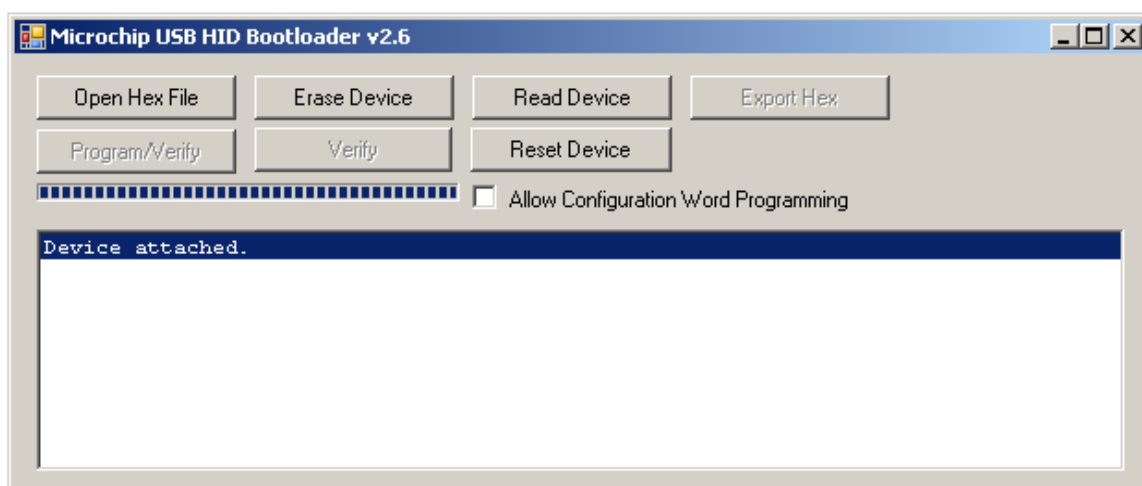 Microchip USB HID Bootloader v2.6
Open Hex File Erase Device Read Device Export Hex
Program/Verify Verify Reset Device
Allow Configuration Word Programming
Device attached.